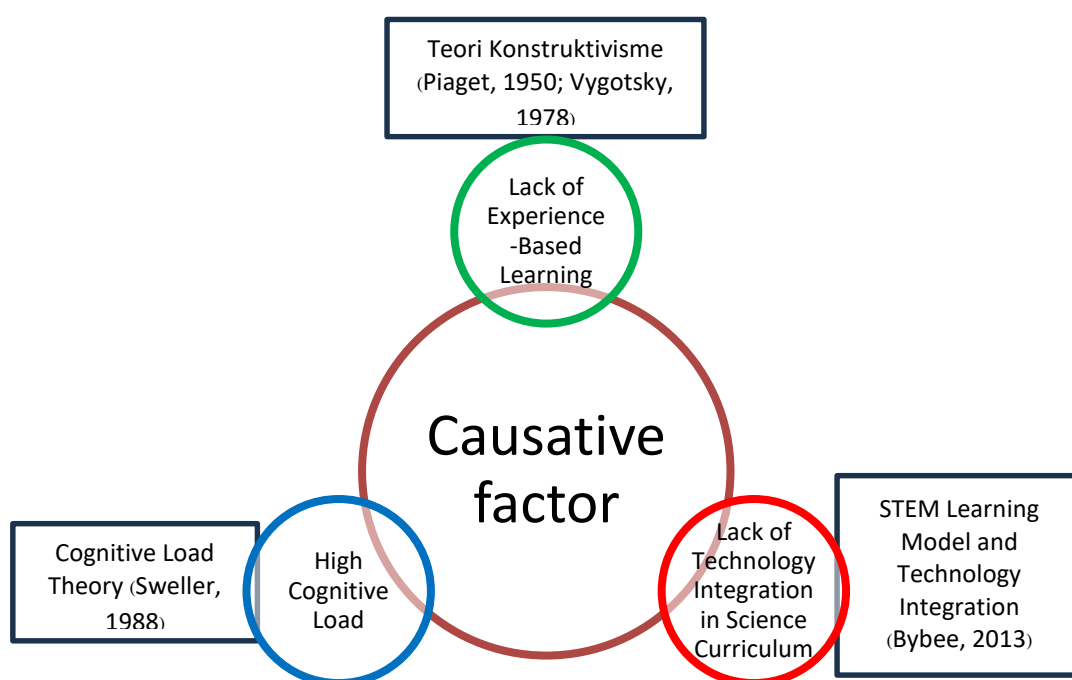 Teori Konstruktivisme
(Piaget, 1950; Vygotsky,
1978)
Lack of
Experience
-Based
Learning
Causative
factor
Cognitive Load
Theory (Sweller,
1988)
High
Cognitive
Load
Lack of
Technology
Integration
in Science
Curriculum
STEM Learning
Model and
Technology
Integration
(Bybee, 2013)